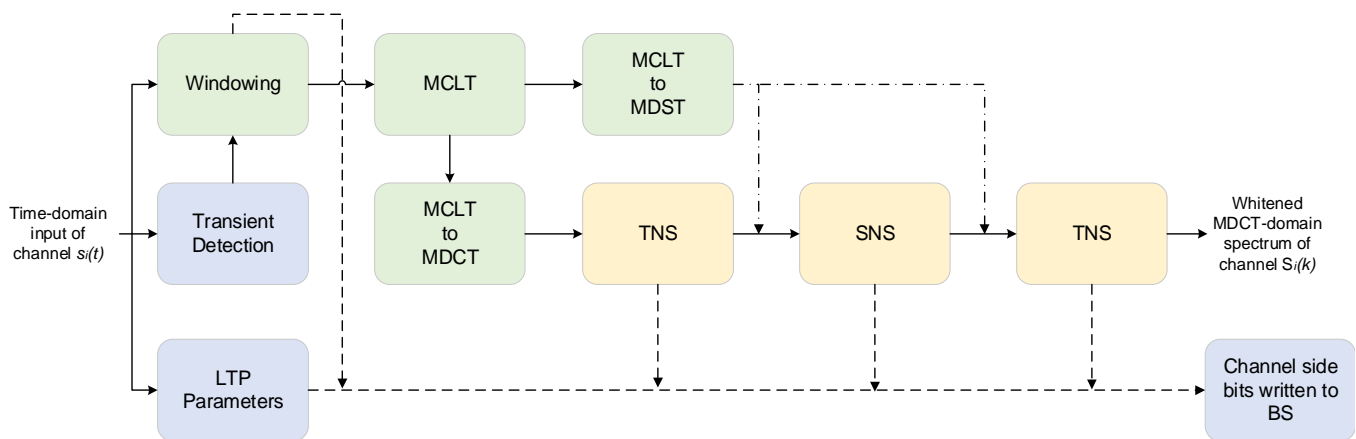 Windowing
MCLT
MCLT
to
MDST
Time-domain
input of
channel si(t)
Transient
Detection
MCLT
to
MDCT
TNS
SNS
TNS
Whitened
MDCT-domain
spectrum of
channel Si(k)
LTP
Parameters
Channel side
bits written to
BS